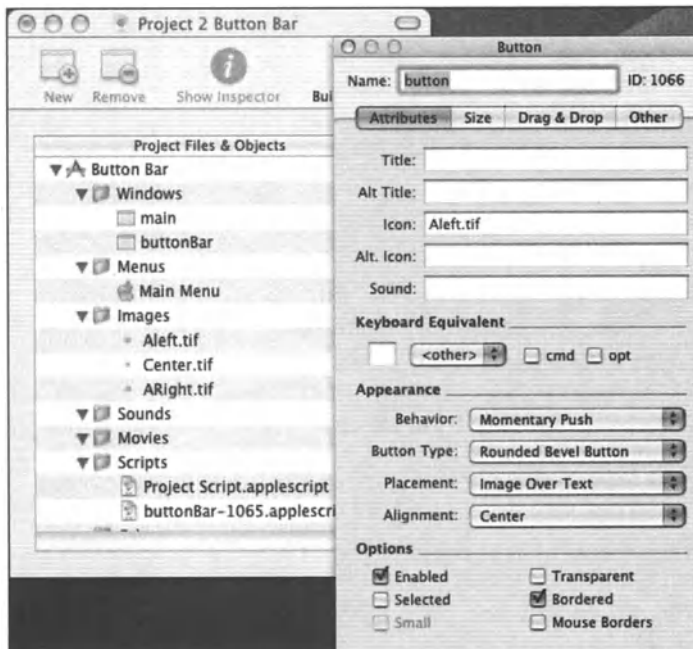 Project 2 Button Bar
New Remove Show Inspector
Project Files & Objects
Button Bar
Windows
main
buttonBar
Menus
Main Menu
Images
Aleft.tif
Center.tif
ARight.tif
Sounds
Movies
Scripts
Project Script.applescript
buttonBar-1065.applescri
Button
Name: button ID: 1066
Attributes Size Drag & Drop Other
Title:
Alt Title:
Icon: Aleft.tif
Alt. Icon:
Sound:
Keyboard Equivalent
<other> cmd opt
Appearance
Behavior: Momentary Push
Button Type: Rounded Bevel Button
Placement: Image Over Text
Alignment: Center
Options
Enabled Transparent
Selected Bordered
Small Mouse Borders